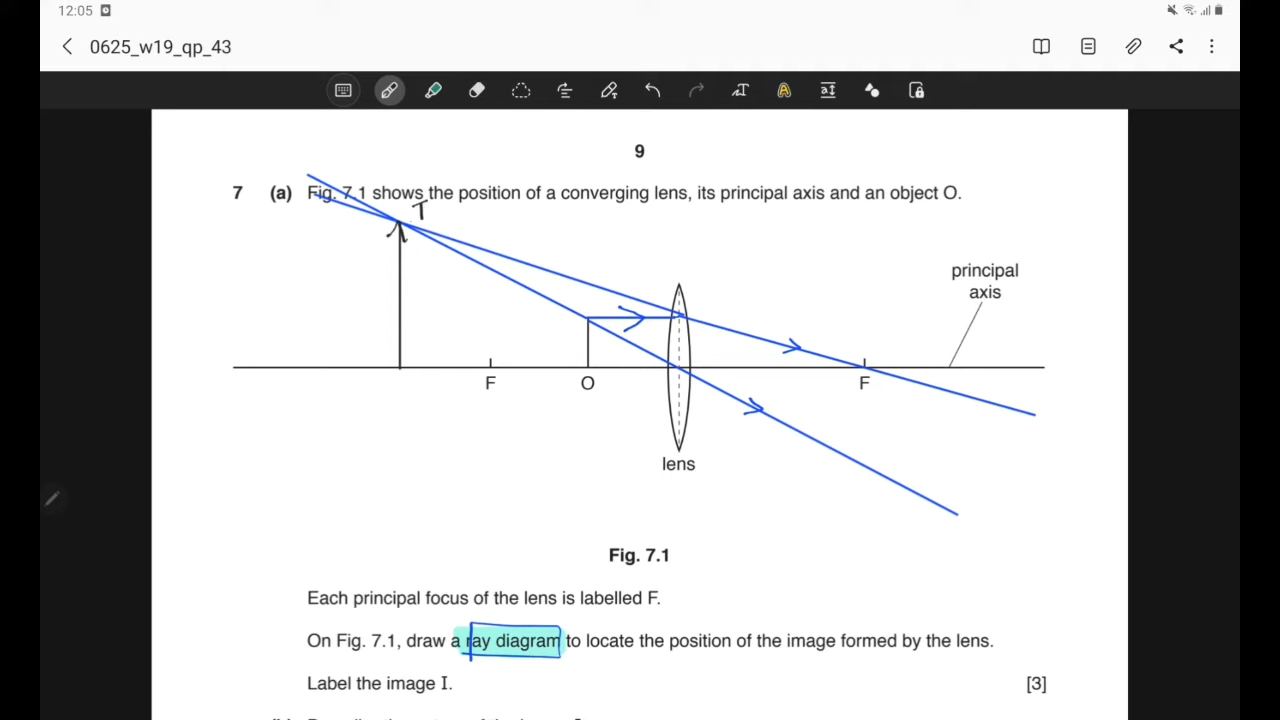 12:05
0625_w19_qp_43
9
7 (a) Fig. 7.1 shows the position of a converging lens, its principal axis and an object O.
I
principal
axis
F O F
lens
Fig. 7.1
Each principal focus of the lens is labelled F.
On Fig. 7.1, draw a ray diagram to locate the position of the image formed by the lens.
Label the image I. [3]